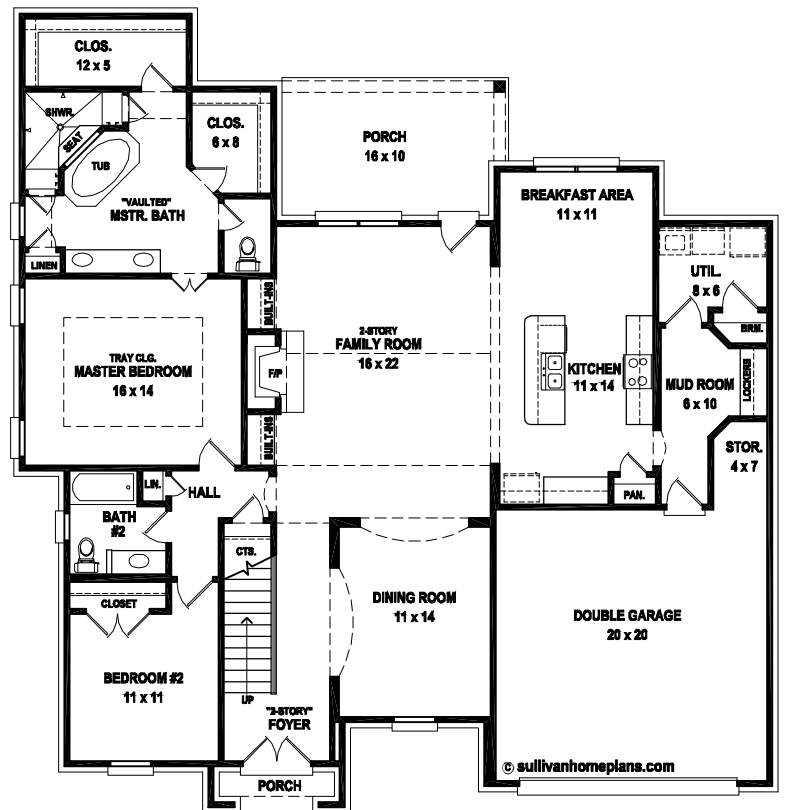 CLOS.
12 x 5
SHWR.
SEAT
TUB
CLOS.
6 x 8
PORCH
16 x 10
BREAKFAST AREA
11 x 11
"VAULTED"
MSTR. BATH
LINEN
UTIL.
8 x 6
BRM.
BUILT-INS
2-STORY
FAMILY ROOM
16 x 22
TRAY CLG.
MASTER BEDROOM
16 x 14
F/P
KITCHEN
11 x 14
MUD ROOM
6 x 10
LOCKERS
BUILT-INS
STOR.
4 x 7
LIN.
HALL
PAN.
BATH
#2
CTS.
CLOSET
DINING ROOM
11 x 14
DOUBLE GARAGE
20 x 20
BEDROOM #2
11 x 11
UP
"2-STORY"
FOYER
PORCH
© sullivanhomeplans.com